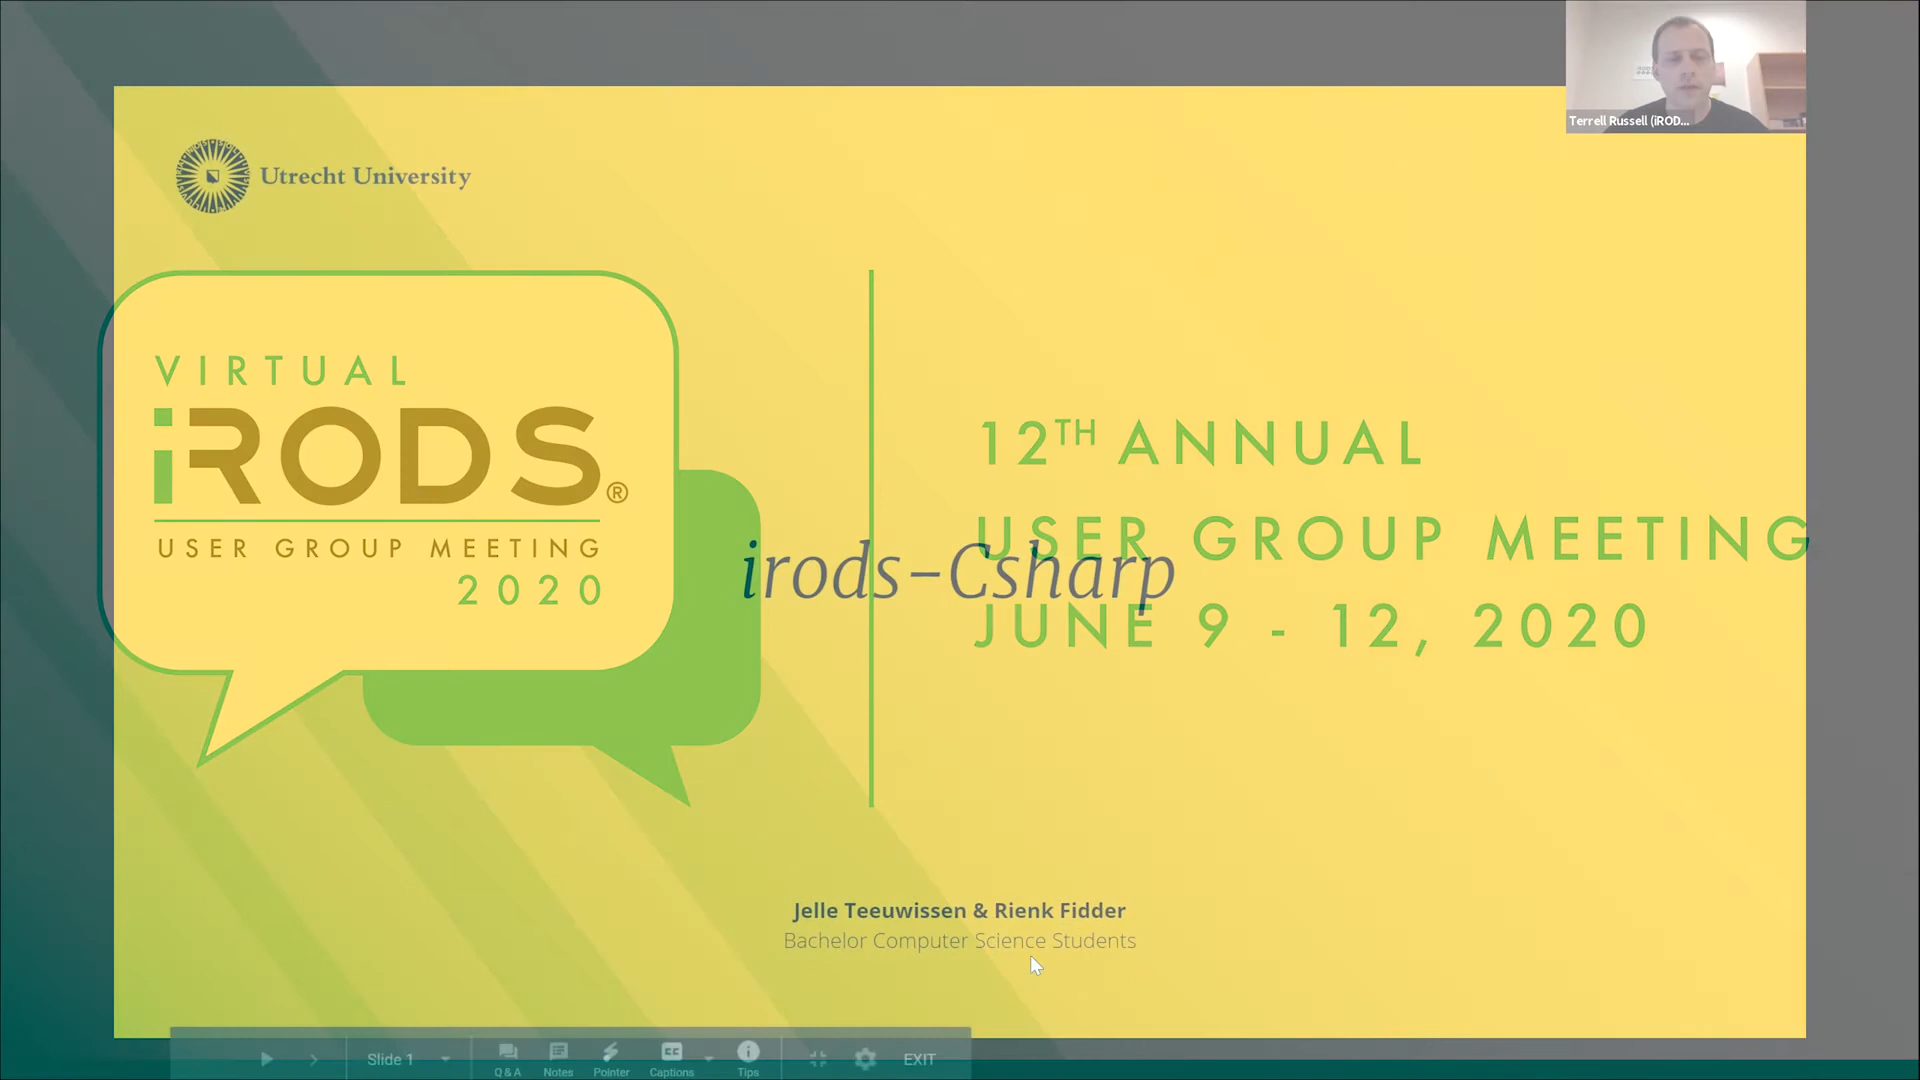 Terrell Russell (iROD...
Utrecht University
VIRTUAL
iRODS®
USER GROUP MEETING
2020
12TH ANNUAL
USER GROUP MEETING
JUNE 9 - 12, 2020
irods-Csharp
Jelle Teeuwissen & Rienk Fidder
Bachelor Computer Science Students
Slide 1
Q & A
Notes
Pointer
CC
Captions
Tips
EXIT